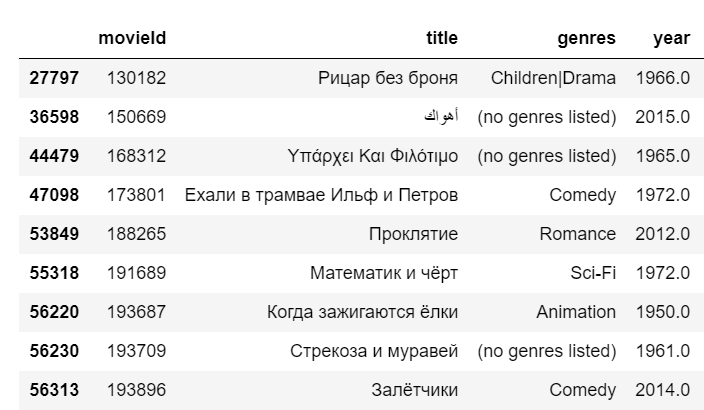 movieId title genres year
27797 130182 Рицар без броня Children|Drama 1966.0
36598 150669 أهواك (no genres listed) 2015.0
44479 168312 Υπάρχει Και Φιλότιμο (no genres listed) 1965.0
47098 173801 Ехали в трамвае Ильф и Петров Comedy 1972.0
53849 188265 Проклятие Romance 2012.0
55318 191689 Математик и чёрт Sci-Fi 1972.0
56220 193687 Когда зажигаются ёлки Animation 1950.0
56230 193709 Стрекоза и муравей (no genres listed) 1961.0
56313 193896 Залётчики Comedy 2014.0